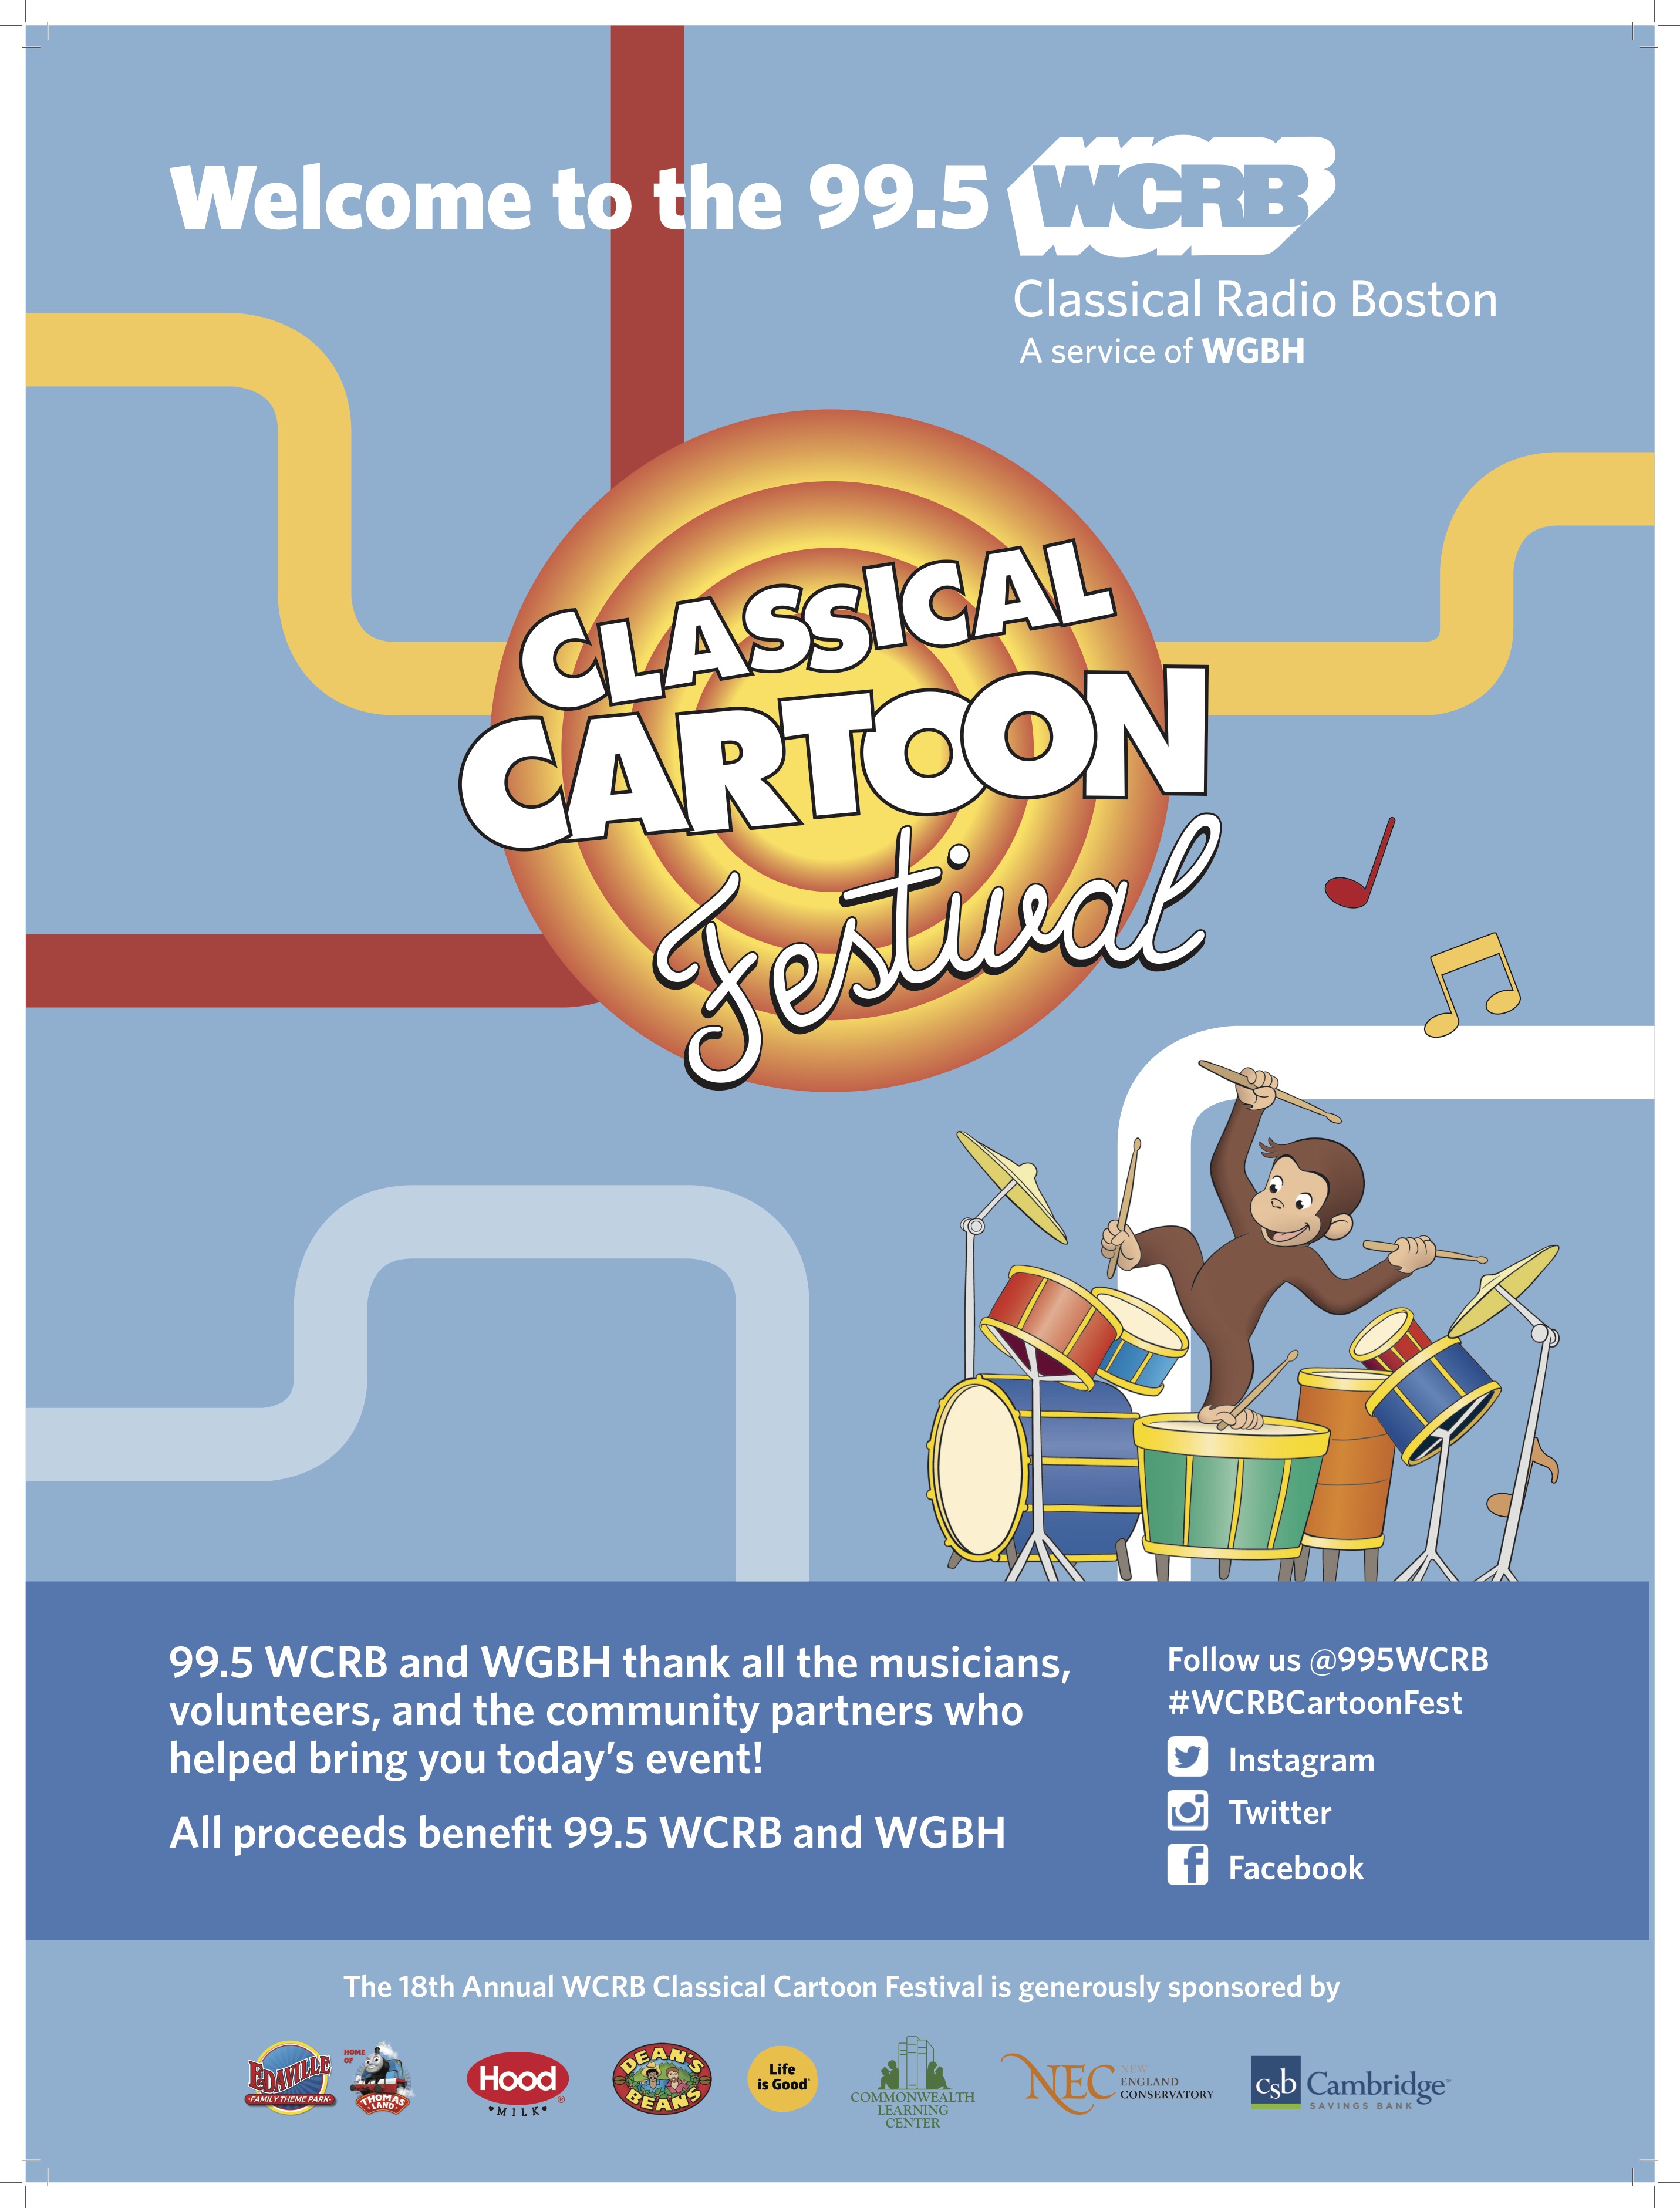 Welcome to the 99.5 WCRB
Classical Radio Boston
A service of WGBH
CLASSICAL
CARTOON
Festival
99.5 WCRB and WGBH thank all the musicians,
volunteers, and the community partners who
helped bring you today's event!
All proceeds benefit 99.5 WCRB and WGBH
Follow us @995WCRB
#WCRBCartoonFest
Instagram
Twitter
Facebook
The 18th Annual WCRB Classical Cartoon Festival is generously sponsored by
EDAVILLE
FAMILY THEME PARK
HOME
OF
THOMAS
LAND
Hood®
MILK
DEAN'S
BEANS
Life
is Good®
COMMONWEALTH
LEARNING
CENTER
NEC
NEW
ENGLAND
CONSERVATORY
csb Cambridge
SAVINGS BANK